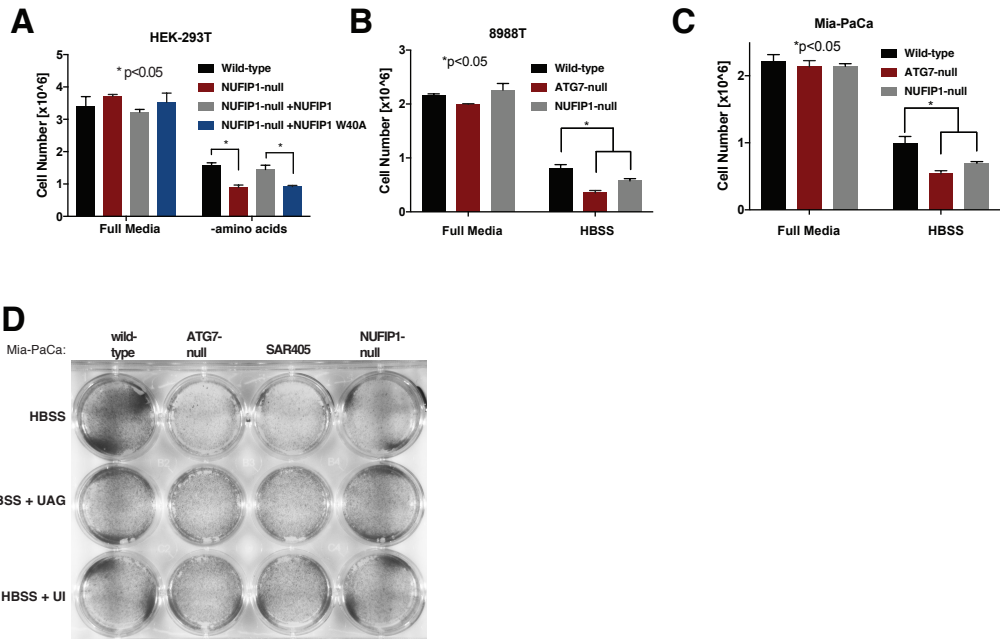 A
HEK-293T
* p<0.05
Wild-type
NUFIP1-null
NUFIP1-null +NUFIP1
NUFIP1-null +NUFIP1 W40A
Cell Number [x10^6]
5
4
3
2
1
0
*
*
Full Media
-amino acids
B
8988T
*p<0.05
Wild-type
ATG7-null
NUFIP1-null
Cell Number [x10^6]
3
2
1
0
*
Full Media
HBSS
C
Mia-PaCa
*p<0.05
Wild-type
ATG7-null
NUFIP1-null
Cell Number [x10^6]
2
1
0
*
Full Media
HBSS
D
Mia-PaCa:
wild-
type
ATG7-
null
SAR405
NUFIP1-
null
HBSS
BSS + UAG
HBSS + UI